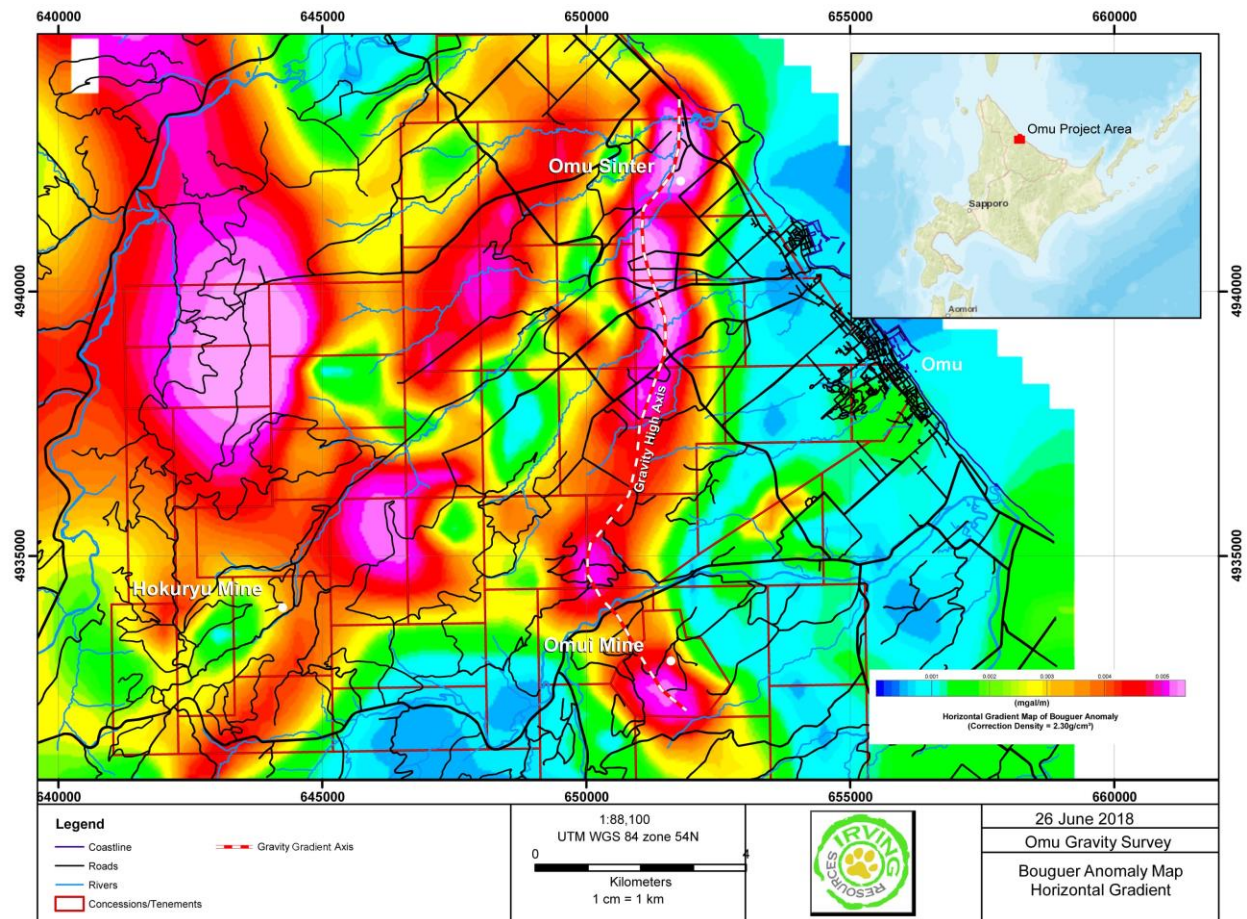 640000 645000 650000 655000 660000
Omu Project Area
Sapporo
Aomori
Omu Sinter
4940000
4940000
Omu
Gravity High Axis
4935000
4935000
Hokuryu Mine
Omui Mine
0.001 0.002 0.003 0.004 0.005
(mgal/m)
Horizontal Gradient Map of Bouguer Anomaly
(Correction Density = 2.30g/cm³)
640000 645000 650000 655000 660000
Legend
Coastline
Roads
Rivers
Concessions/Tenements
Gravity Gradient Axis
1:88,100
UTM WGS 84 zone 54N
0 4
Kilometers
1 cm = 1 km
IRVING
RESOURCES
26 June 2018
Omu Gravity Survey
Bouguer Anomaly Map
Horizontal Gradient